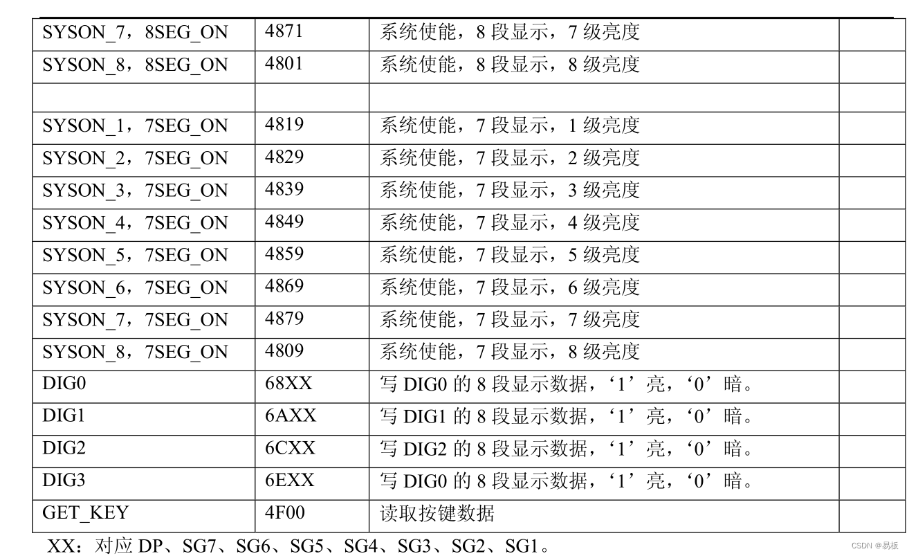 SYSON_7，8SEG_ON 4871 系统使能，8 段显示，7 级亮度
SYSON_8，8SEG_ON 4801 系统使能，8 段显示，8 级亮度
SYSON_1，7SEG_ON 4819 系统使能，7 段显示，1 级亮度
SYSON_2，7SEG_ON 4829 系统使能，7 段显示，2 级亮度
SYSON_3，7SEG_ON 4839 系统使能，7 段显示，3 级亮度
SYSON_4，7SEG_ON 4849 系统使能，7 段显示，4 级亮度
SYSON_5，7SEG_ON 4859 系统使能，7 段显示，5 级亮度
SYSON_6，7SEG_ON 4869 系统使能，7 段显示，6 级亮度
SYSON_7，7SEG_ON 4879 系统使能，7 段显示，7 级亮度
SYSON_8，7SEG_ON 4809 系统使能，7 段显示，8 级亮度
DIG0 68XX 写 DIG0 的 8 段显示数据，‘1’亮，‘0’暗。
DIG1 6AXX 写 DIG1 的 8 段显示数据，‘1’亮，‘0’暗。
DIG2 6CXX 写 DIG2 的 8 段显示数据，‘1’亮，‘0’暗。
DIG3 6EXX 写 DIG0 的 8 段显示数据，‘1’亮，‘0’暗。
GET_KEY 4F00 读取按键数据
XX：对应 DP、SG7、SG6、SG5、SG4、SG3、SG2、SG1。
CSDN @易板